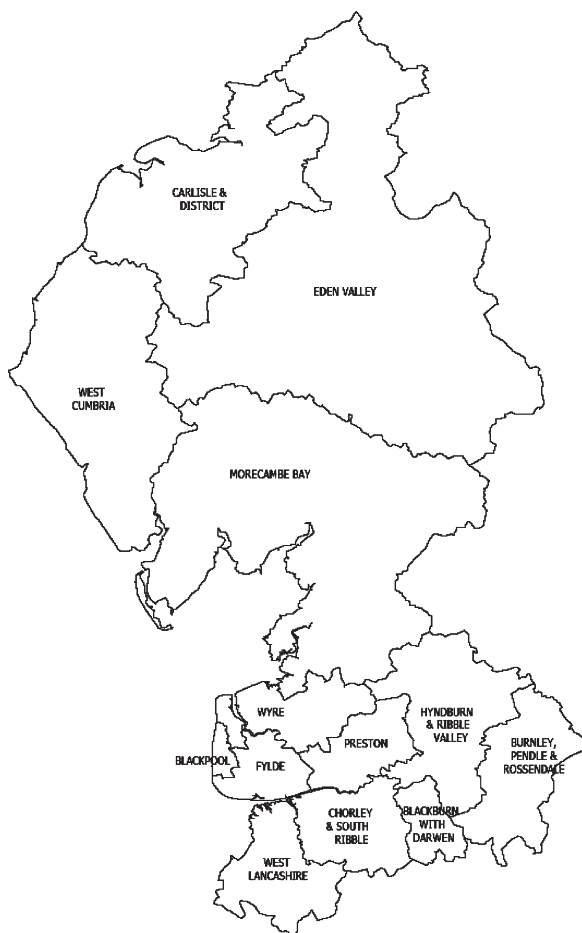 CARLISLE &
DISTRICT
EDEN VALLEY
WEST
CUMBRIA
MORECAMBE BAY
WYRE
HYNDBURN
& RIBBLE
VALLEY
PRESTON
BURNLEY,
PENDLE &
ROSSENDALE
BLACKPOOL
FYLDE
CHORLEY
& SOUTH
RIBBLE
BLACKBURN
WITH
DARWEN
WEST
LANCASHIRE